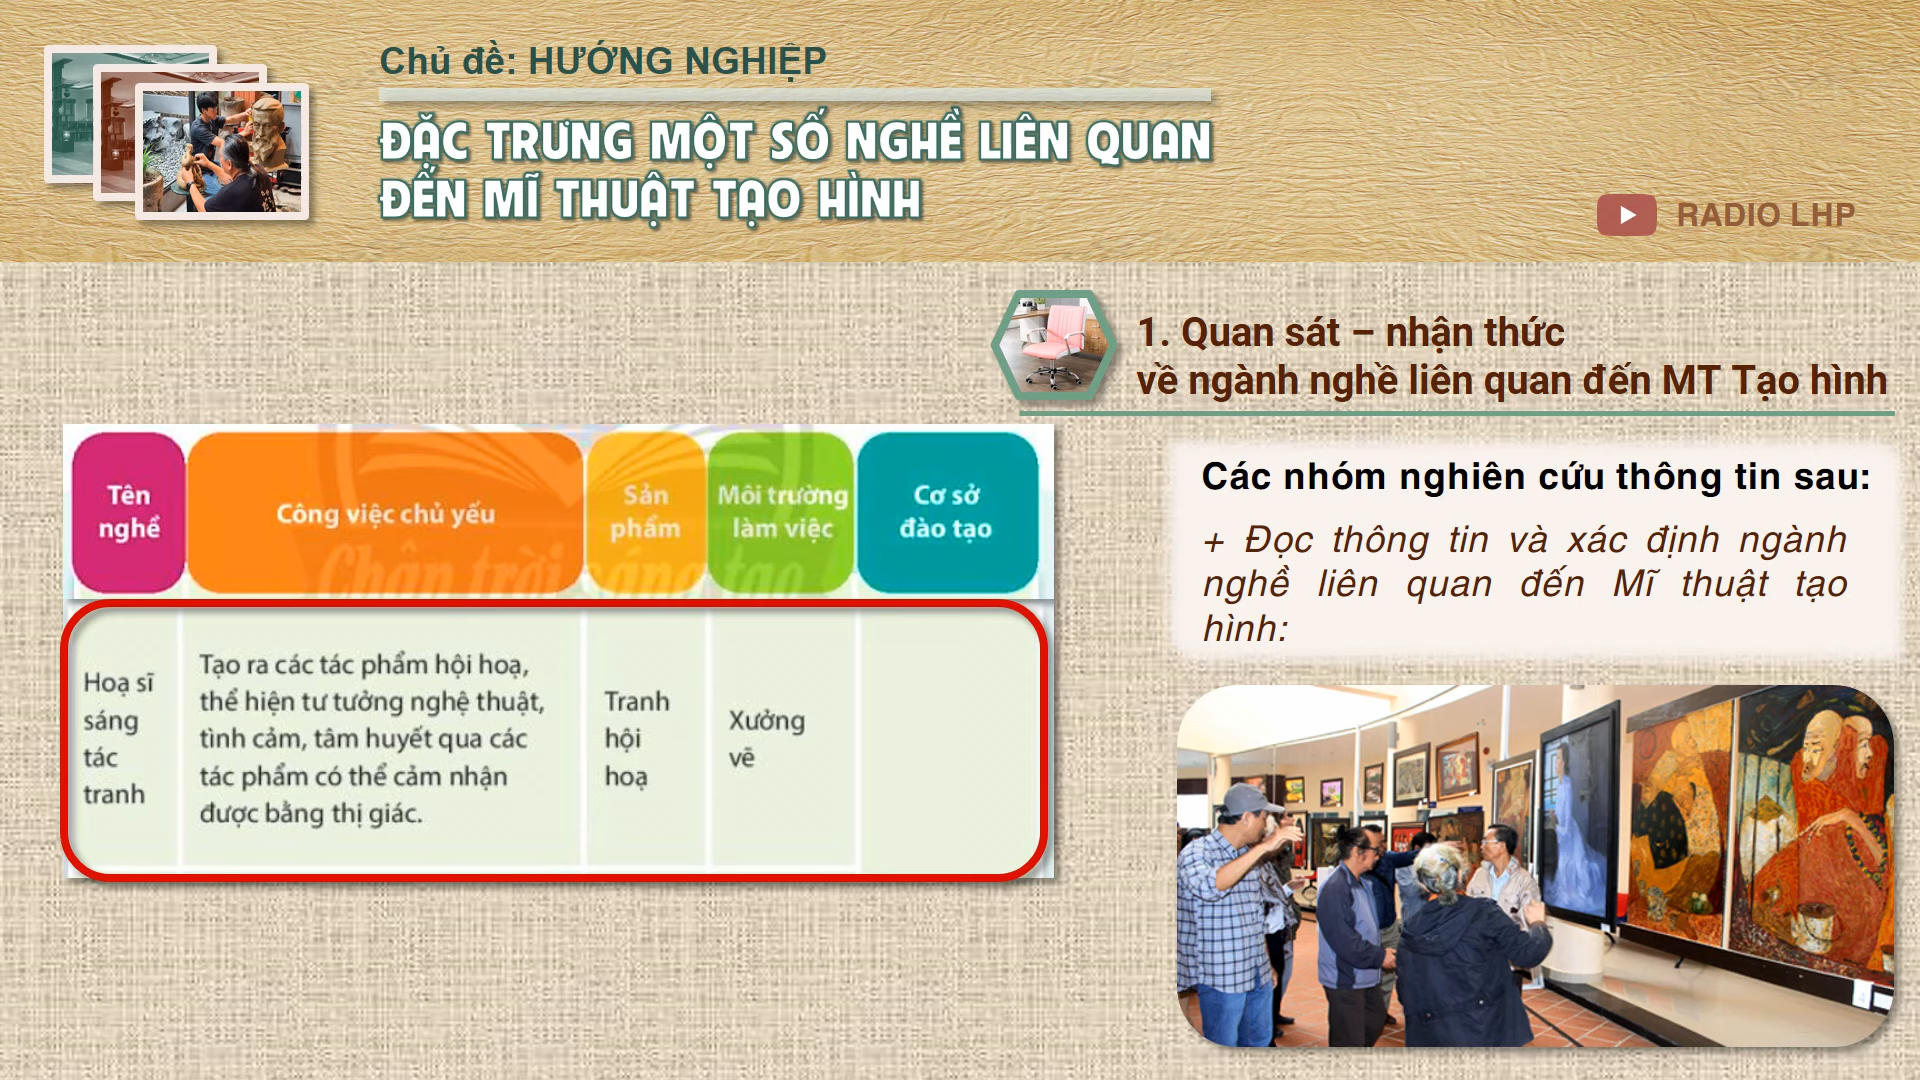 Chủ đề: HƯỚNG NGHIỆP
ĐẶC TRƯNG MỘT SỐ NGHỀ LIÊN QUAN
ĐẾN MĨ THUẬT TẠO HÌNH
RADIO LHP
1. Quan sát – nhận thức
về ngành nghề liên quan đến MT Tạo hình
Tên
nghề
Công việc chủ yếu
Sản
phẩm
Môi trường
làm việc
Cơ sở
đào tạo
Chân trời sáng tạo
Hoạ sĩ
sáng
tác
tranh
Tạo ra các tác phẩm hội hoạ,
thể hiện tư tưởng nghệ thuật,
tình cảm, tâm huyết qua các
tác phẩm có thể cảm nhận
được bằng thị giác.
Tranh
hội
hoạ
Xưởng
vẽ
Các nhóm nghiên cứu thông tin sau:
+ Đọc thông tin và xác định ngành
nghề liên quan đến Mĩ thuật tạo
hình: